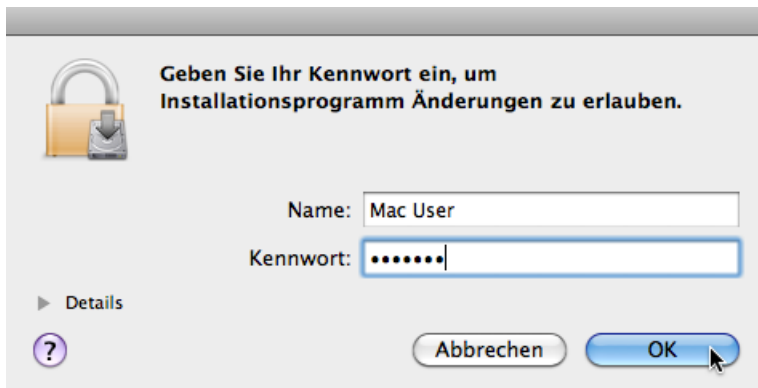 Geben Sie Ihr Kennwort ein, um
Installationsprogramm Änderungen zu erlauben.
Name: Mac User
Kennwort: •••••••
Details
?
Abbrechen OK